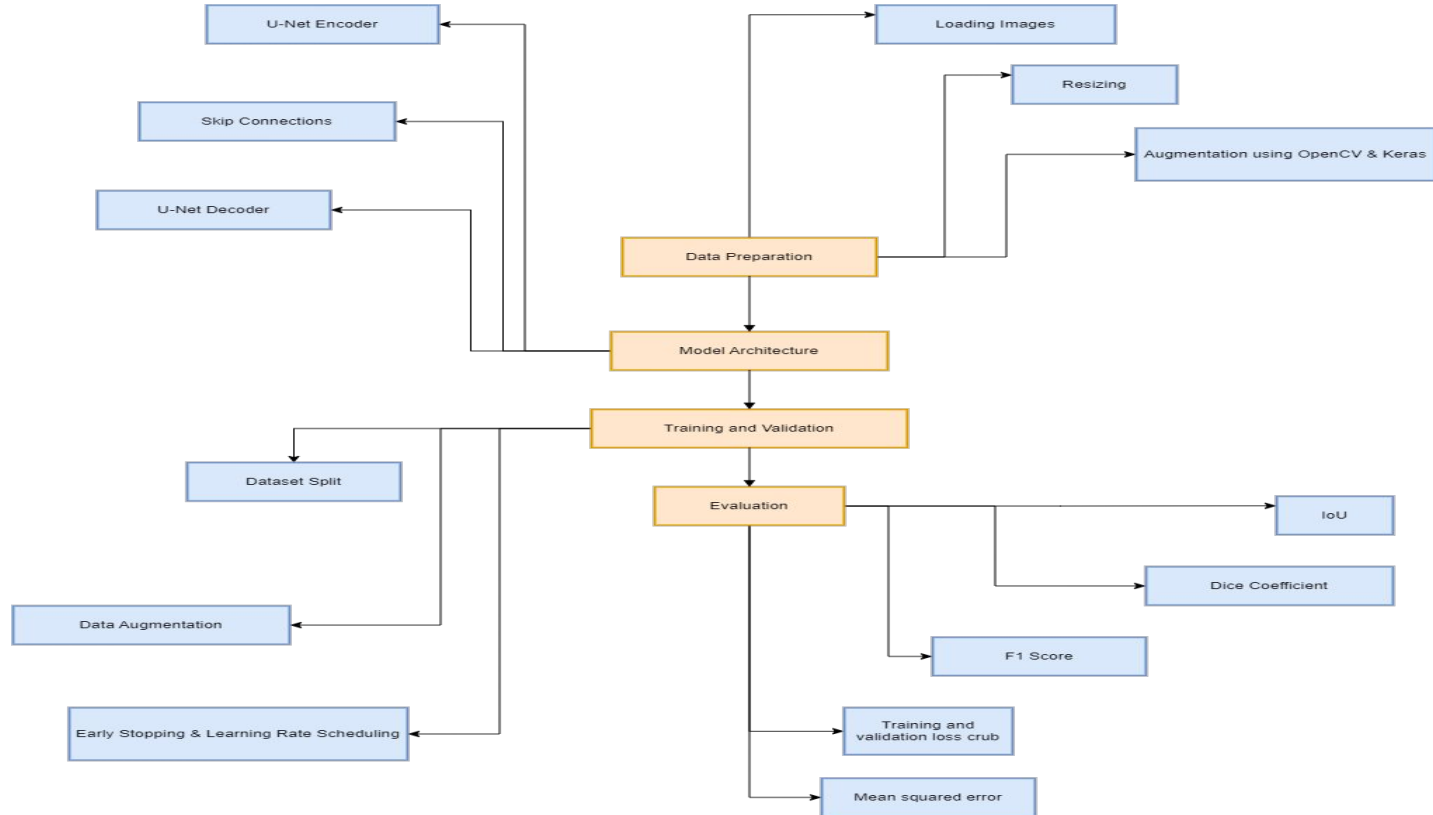 U-Net Encoder
Loading Images
Resizing
Skip Connections
Augmentation using OpenCV & Keras
U-Net Decoder
Data Preparation
Model Architecture
Training and Validation
Dataset Split
Evaluation
IoU
Dice Coefficient
Data Augmentation
F1 Score
Early Stopping & Learning Rate Scheduling
Training and
validation loss crub
Mean squared error